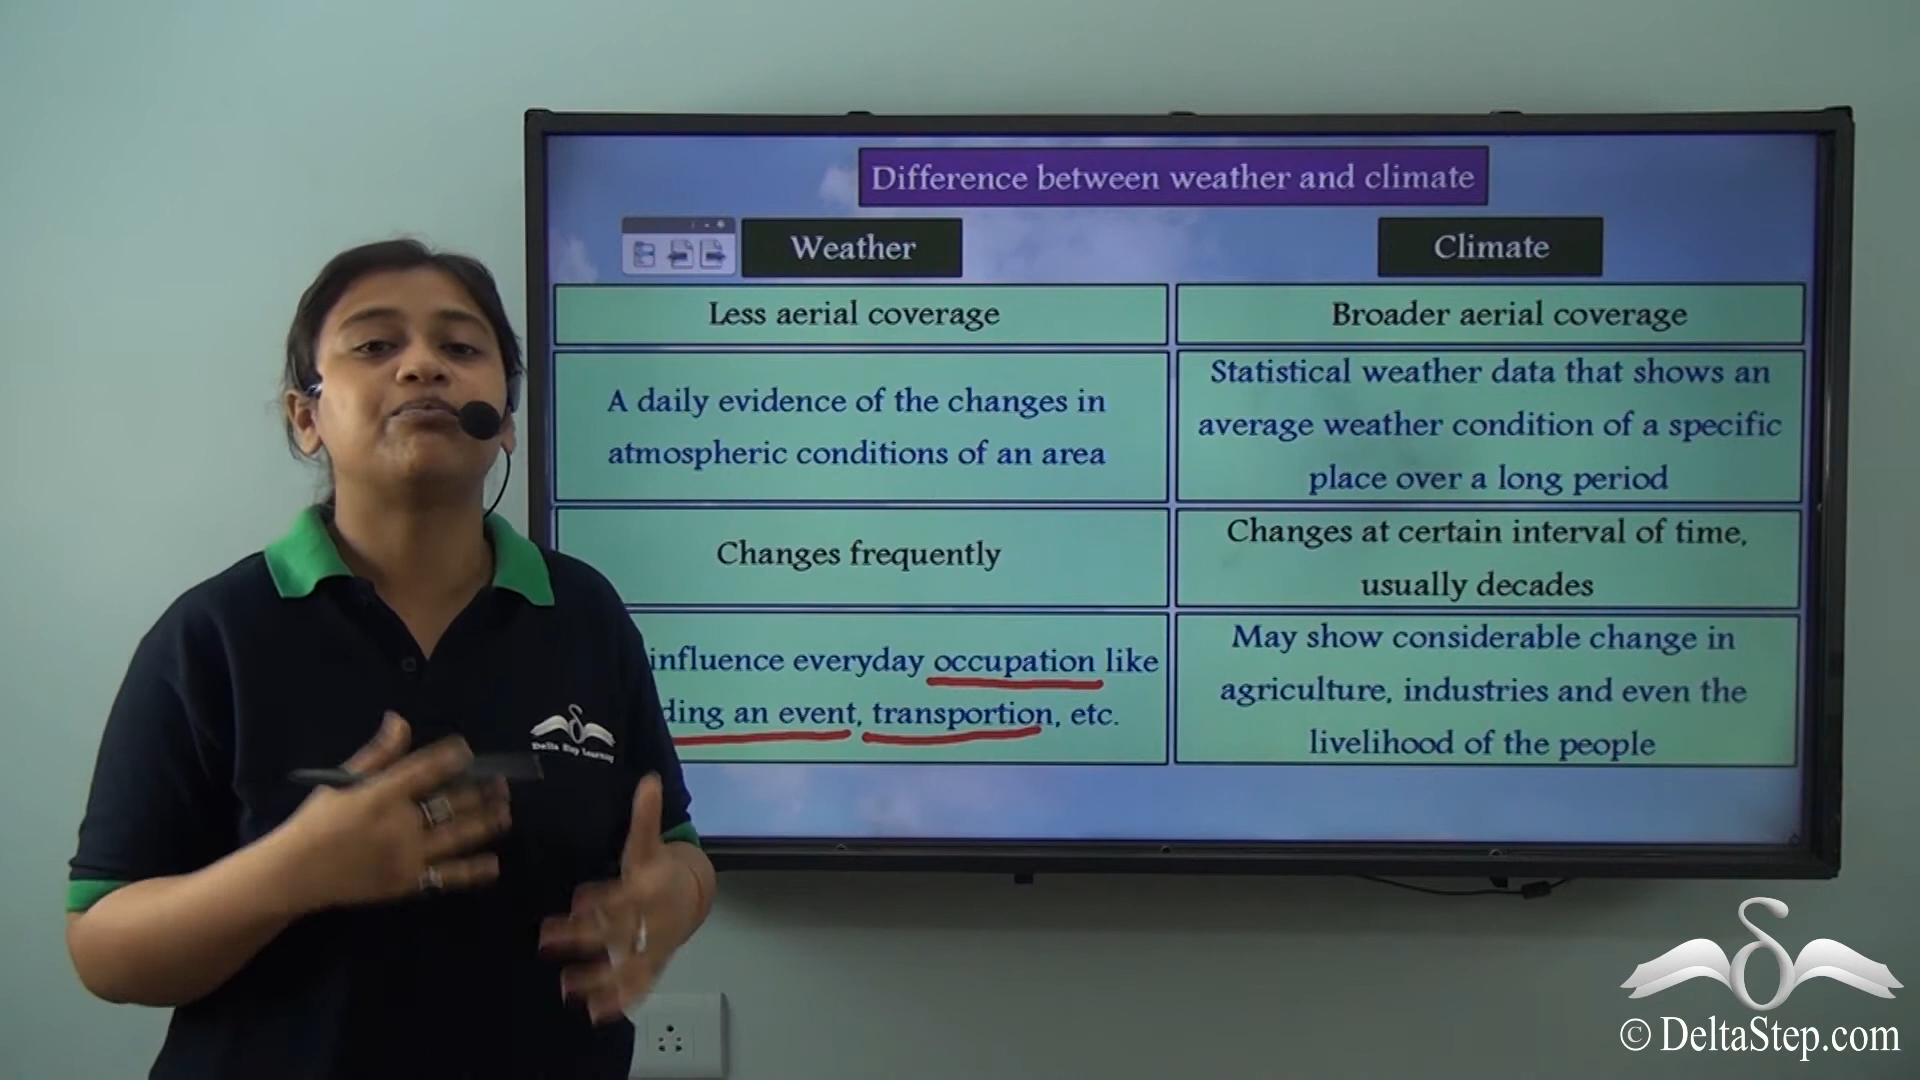 Difference between weather and climate
Weather
Climate
Less aerial coverage
Broader aerial coverage
A daily evidence of the changes in
atmospheric conditions of an area
Statistical weather data that shows an
average weather condition of a specific
place over a long period
Changes frequently
Changes at certain interval of time,
usually decades
influence everyday occupation like
ding an event, transportion, etc.
May show considerable change in
agriculture, industries and even the
livelihood of the people
Delta Step Learning
© DeltaStep.com